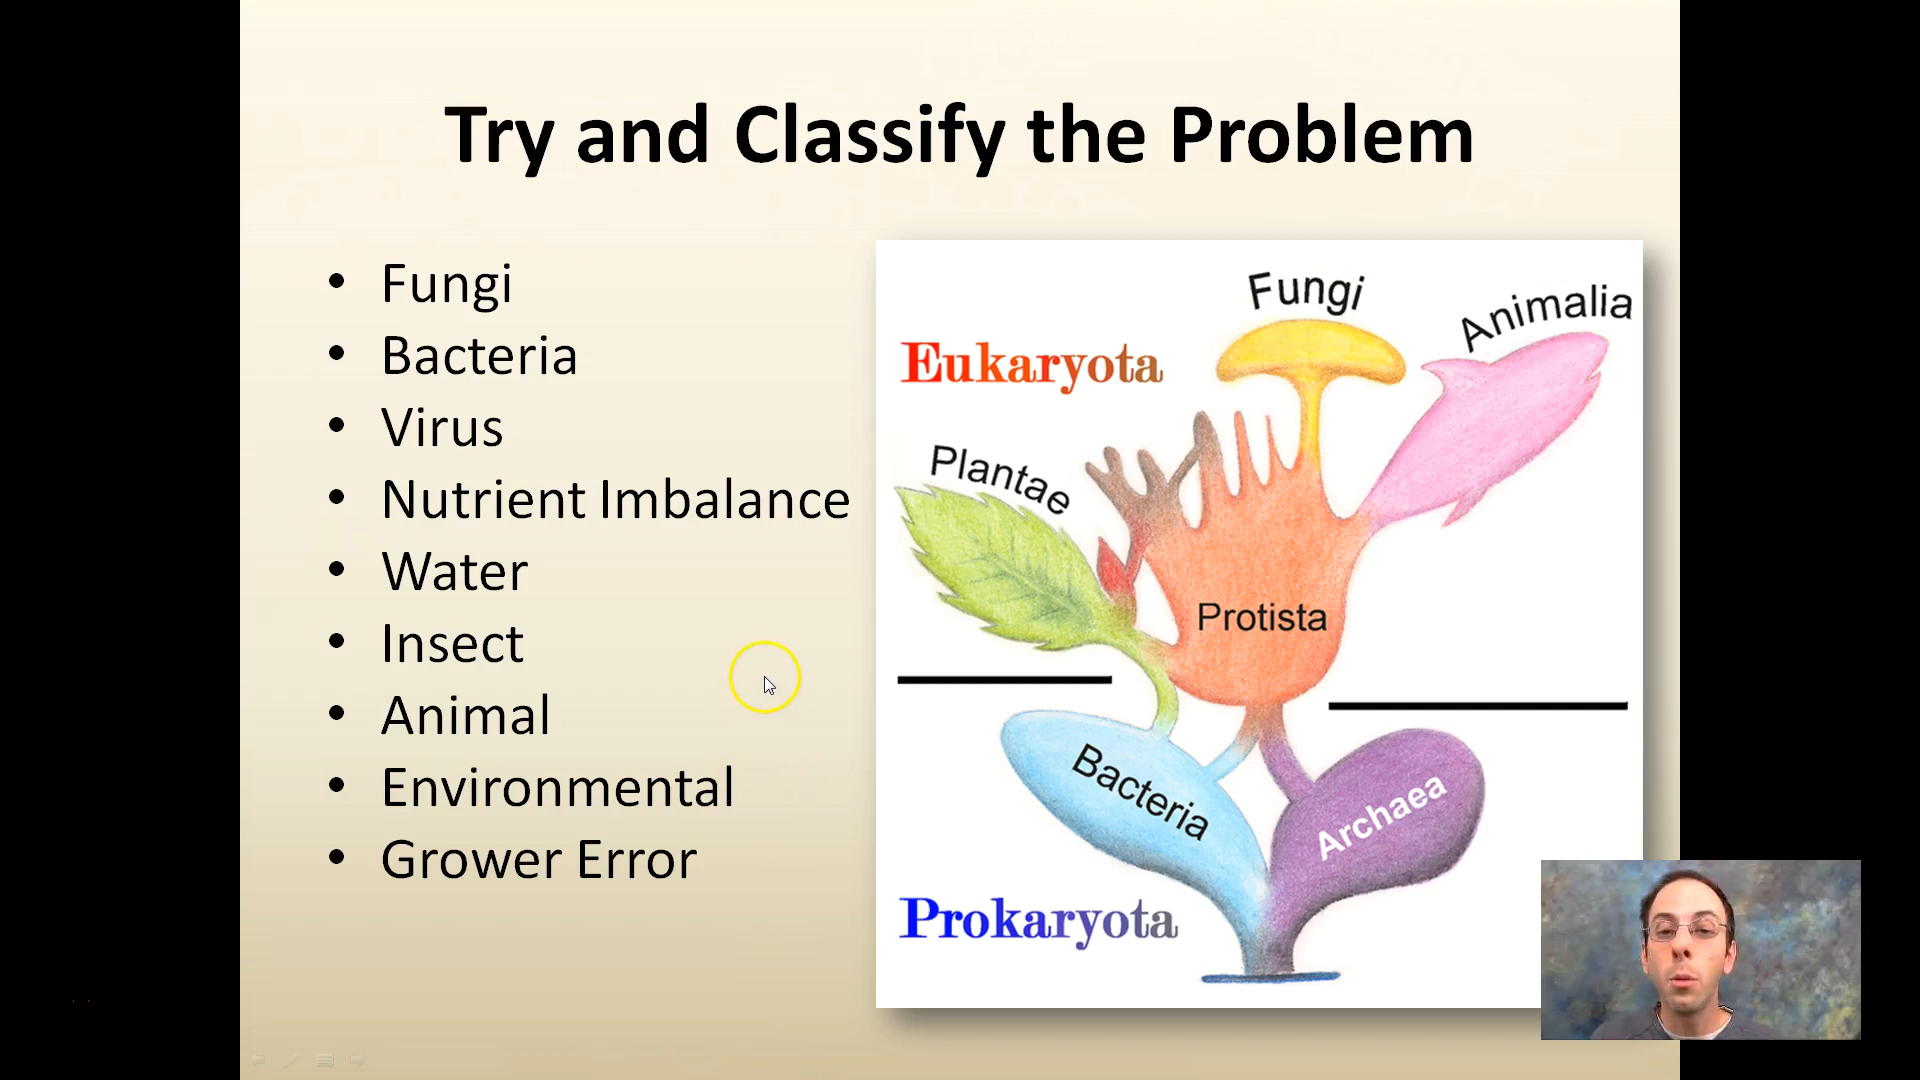 Try and Classify the Problem
• Fungi
• Bacteria
• Virus
• Nutrient Imbalance
• Water
• Insect
• Animal
• Environmental
• Grower Error
Fungi
Animalia
Eukaryota
Plantae
Protista
Bacteria
Archaea
Prokaryota